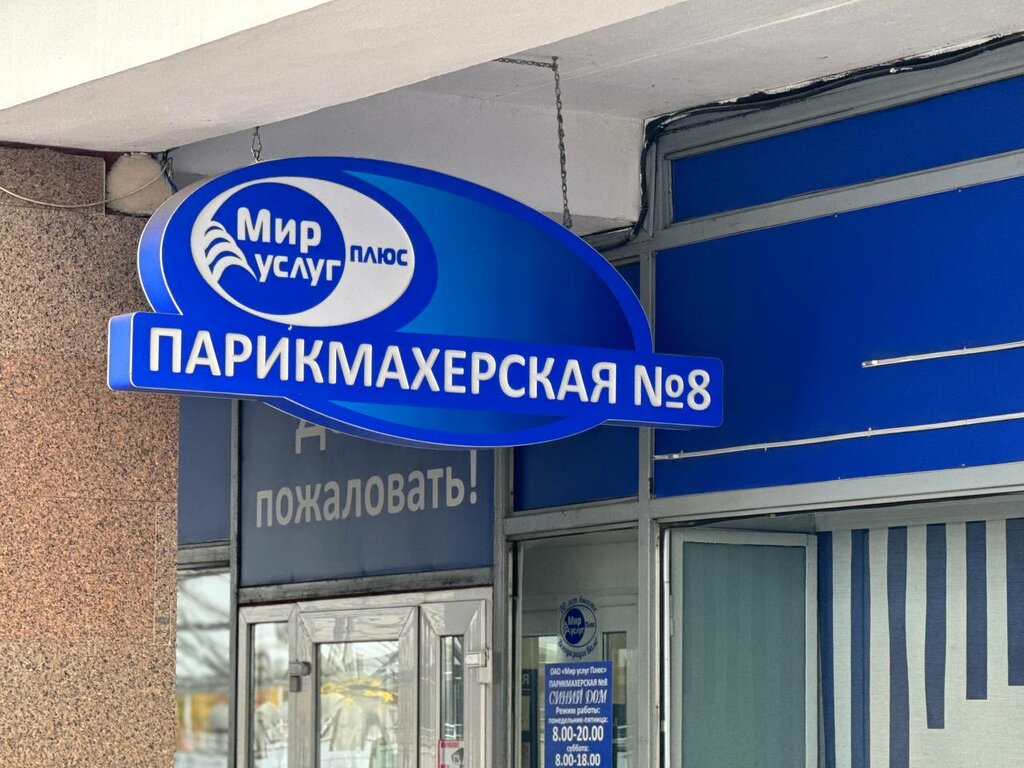 Мир
услуг
плюс
ПАРИКМАХЕРСКАЯ №8
пожаловать!
Мир
услуг
Плюс
ОАО «Мир услуг Плюс»
ПАРИКМАХЕРСКАЯ №8
СИНИЙ ДОМ
Режим работы:
понедельник-пятница:
8.00-20.00
суббота:
8.00-18.00